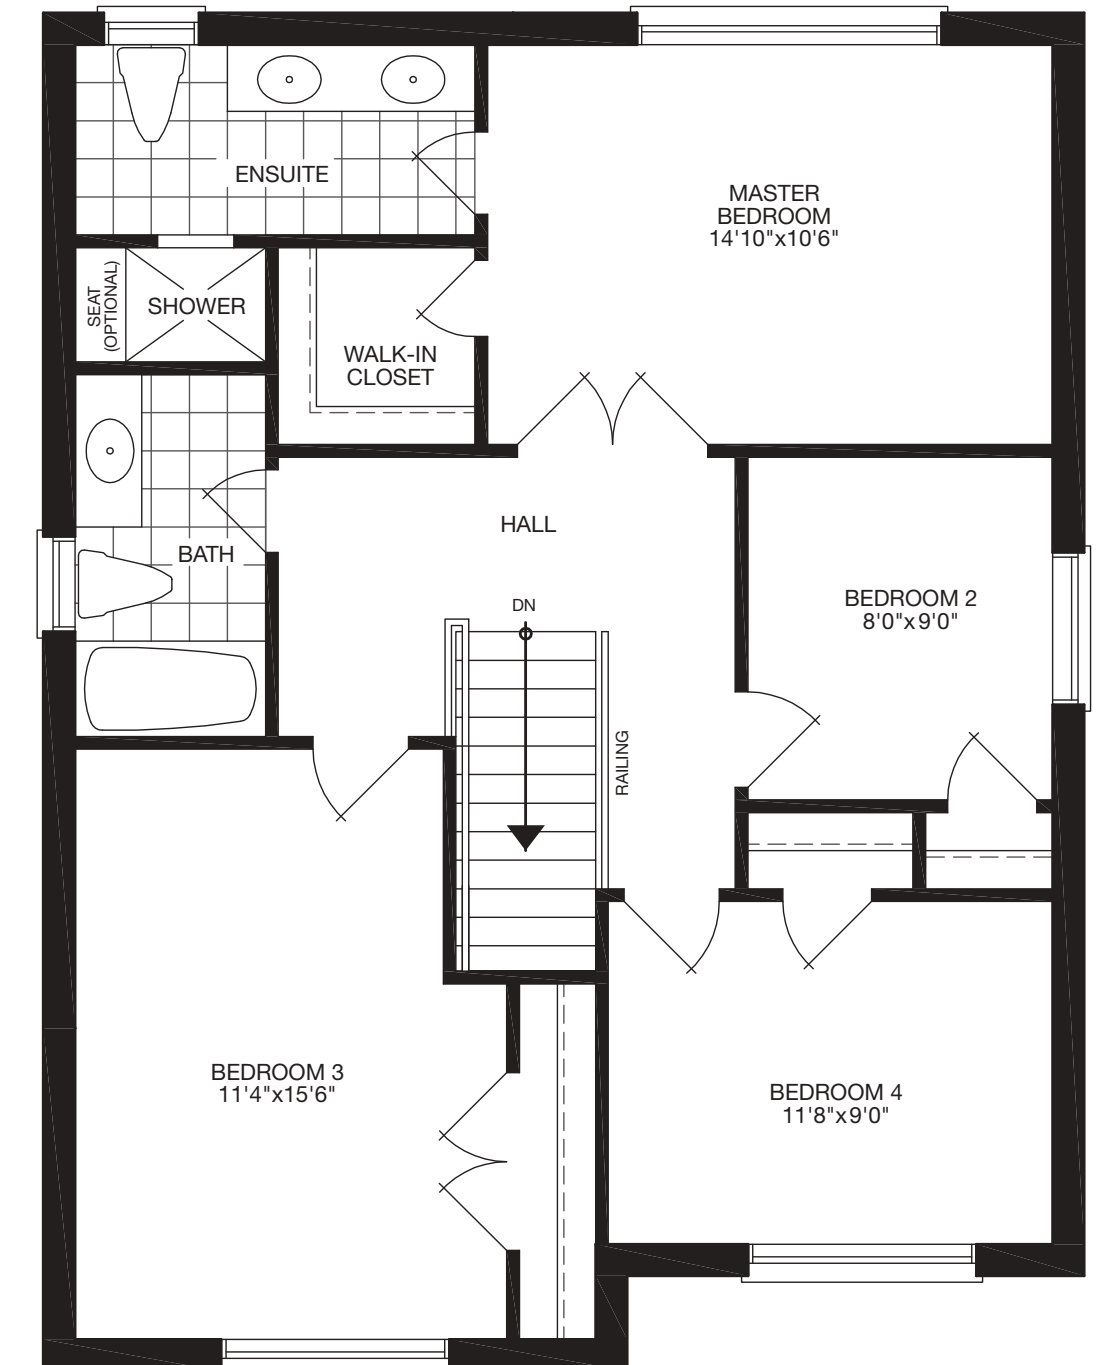 ENSUITE
MASTER
BEDROOM
14'10"x10'6"
SEAT
(OPTIONAL)
SHOWER
WALK-IN
CLOSET
HALL
BATH
DN
BEDROOM 2
8'0"x9'0"
RAILING
BEDROOM 3
11'4"x15'6"
BEDROOM 4
11'8"x9'0"